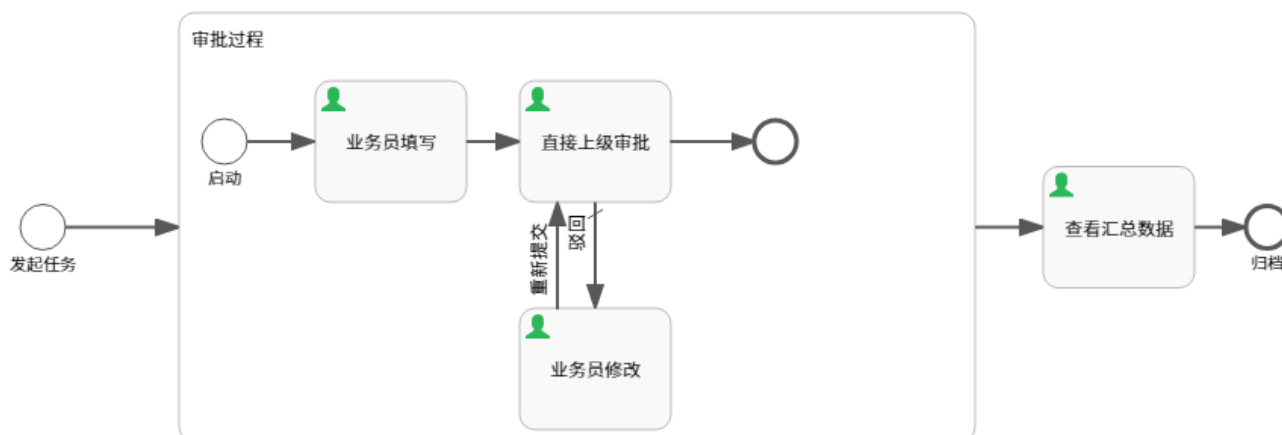 审批过程
业务员填写
直接上级审批
启动
发起任务
重新提交
驳回
业务员修改
查看汇总数据
归档